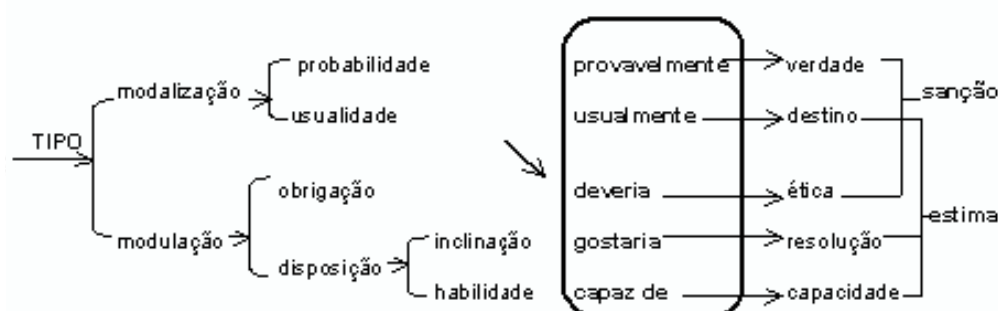 probabilidade provavelmente verdade
modalização sanção
usualidade usualmente destino
TIPO
obrigação deveria ética
estima
modulação inclinação gostaria resolução
disposição
habilidade capaz de capacidade